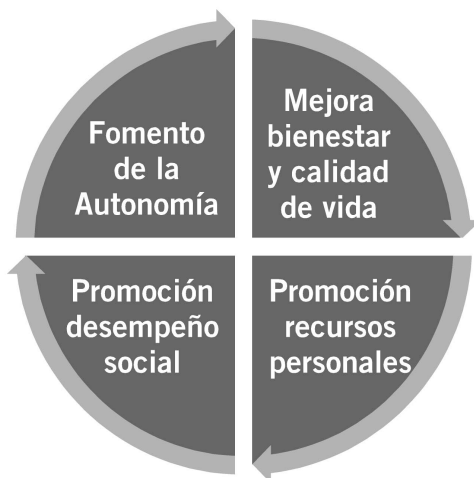 Fomento
de la
Autonomía
Mejora
bienestar
y calidad
de vida
Promoción
desempeño
social
Promoción
recursos
personales